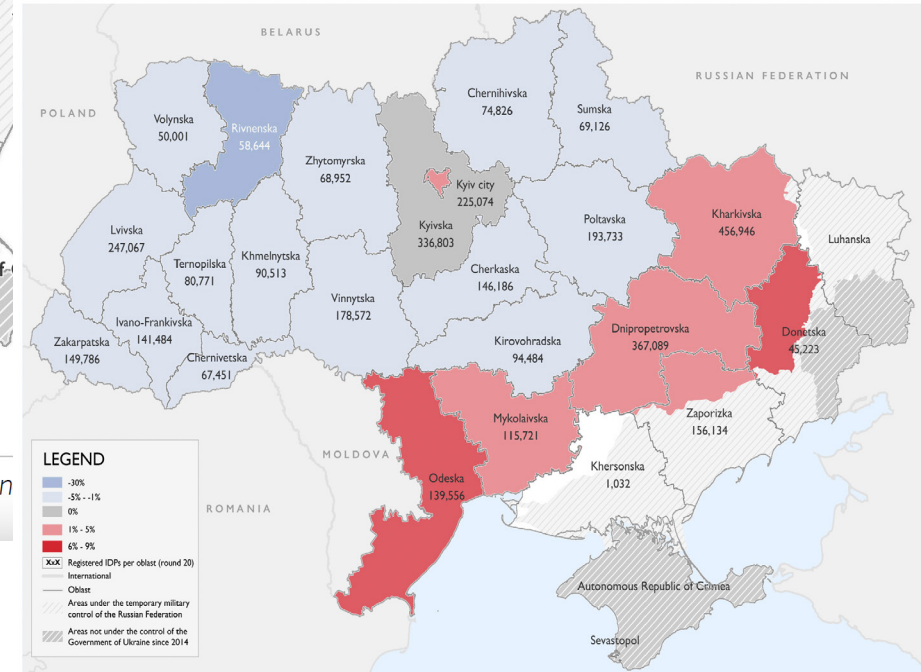 BELARUS
RUSSIAN FEDERATION
POLAND
Chernihivska
74,826
Sumska
69,126
Volynska
50,001
Rivnenska
58,644
Zhytomyrska
68,952
Kyiv city
225,074
Kyivska
336,803
Poltavska
193,733
Kharkivska
456,946
Luhanska
Lvivska
247,067
Ternopilska
80,771
Khmelnytska
90,513
Cherkaska
146,186
Vinnytska
178,572
Ivano-Frankivska
141,484
Zakarpatska
149,786
Chernivetska
67,451
Kirovohradska
94,484
Dnipropetrovska
367,089
Donetska
45,223
Mykolaivska
115,721
Zaporizka
156,134
MOLDOVA
Odeska
139,556
Khersonska
1,032
ROMANIA
Autonomous Republic of Crimea
Sevastopol
LEGEND
-30%
-5% - -1%
0%
1% - 5%
6% - 9%
XxX Registered IDPs per oblast (round 20)
International
Oblast
Areas under the temporary military
control of the Russian Federation
Areas not under the control of the
Government of Ukraine since 2014